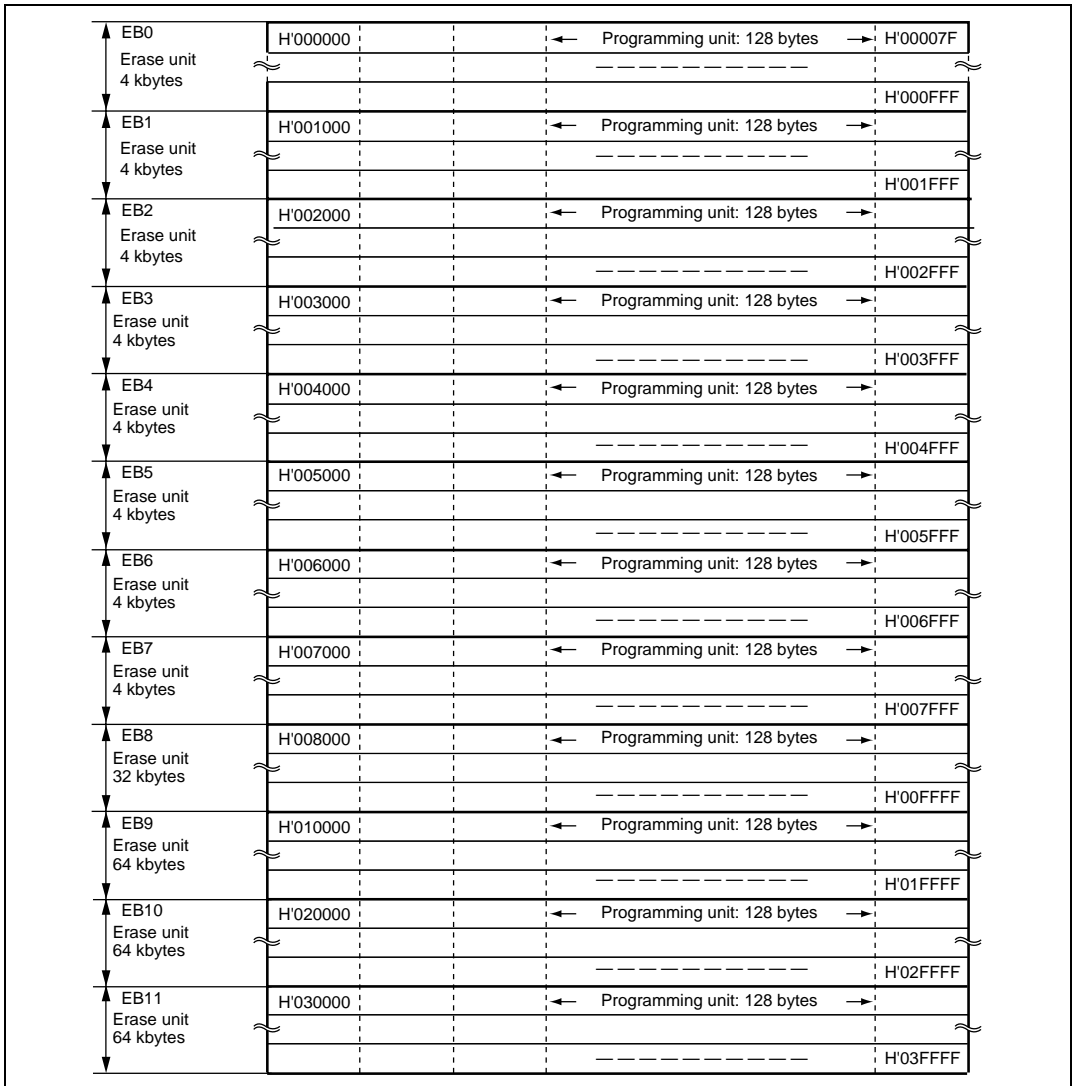 EB0
Erase unit
4 kbytes
H'000000 ← Programming unit: 128 bytes → H'00007F
H'000FFF
EB1
Erase unit
4 kbytes
H'001000 ← Programming unit: 128 bytes →
H'001FFF
EB2
Erase unit
4 kbytes
H'002000 ← Programming unit: 128 bytes →
H'002FFF
EB3
Erase unit
4 kbytes
H'003000 ← Programming unit: 128 bytes →
H'003FFF
EB4
Erase unit
4 kbytes
H'004000 ← Programming unit: 128 bytes →
H'004FFF
EB5
Erase unit
4 kbytes
H'005000 ← Programming unit: 128 bytes →
H'005FFF
EB6
Erase unit
4 kbytes
H'006000 ← Programming unit: 128 bytes →
H'006FFF
EB7
Erase unit
4 kbytes
H'007000 ← Programming unit: 128 bytes →
H'007FFF
EB8
Erase unit
32 kbytes
H'008000 ← Programming unit: 128 bytes →
H'00FFFF
EB9
Erase unit
64 kbytes
H'010000 ← Programming unit: 128 bytes →
H'01FFFF
EB10
Erase unit
64 kbytes
H'020000 ← Programming unit: 128 bytes →
H'02FFFF
EB11
Erase unit
64 kbytes
H'030000 ← Programming unit: 128 bytes →
H'03FFFF